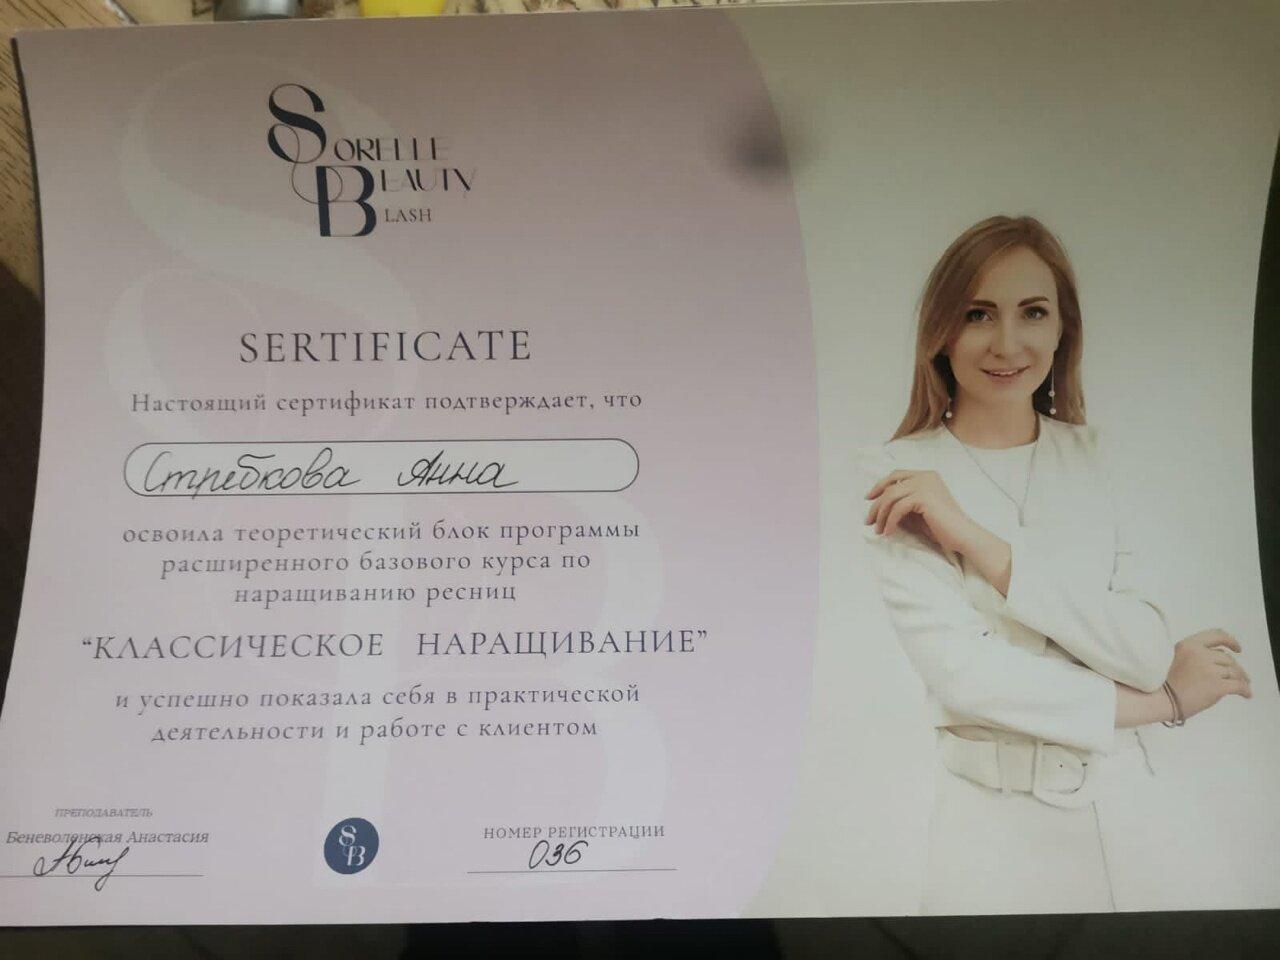 SORELLE
BEAUTY
LASH
SERTIFICATE
Настоящий сертификат подтверждает, что
Стребкова Анна
освоила теоретический блок программы
расширенного базового курса по
наращиванию ресниц
“КЛАССИЧЕСКОЕ НАРАЩИВАНИЕ”
и успешно показала себя в практической
деятельности и работе с клиентом
ПРЕПОДАВАТЕЛЬ
Беневоленская Анастасия
SB
НОМЕР РЕГИСТРАЦИИ
036